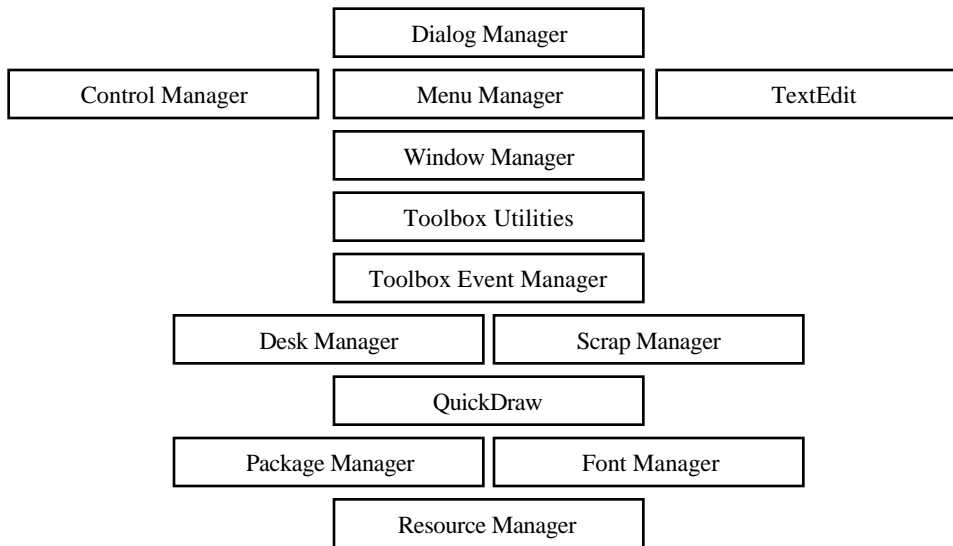 Dialog Manager
Control Manager
Menu Manager
TextEdit
Window Manager
Toolbox Utilities
Toolbox Event Manager
Desk Manager
Scrap Manager
QuickDraw
Package Manager
Font Manager
Resource Manager